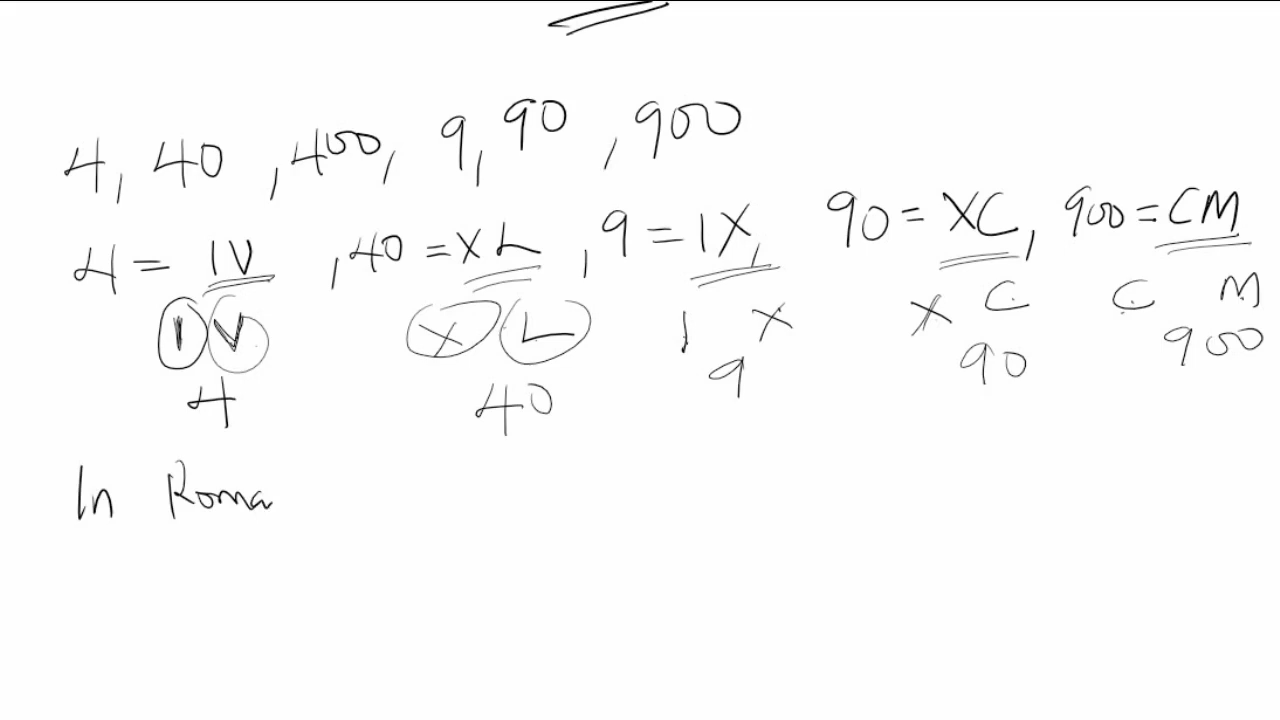 4, 40, 400, 9, 90, 900
4 = IV, 40 = XL, 9 = IX, 90 = XC, 900 = CM
I V X L I X X C C M
4 40 9 90 900
In Roma